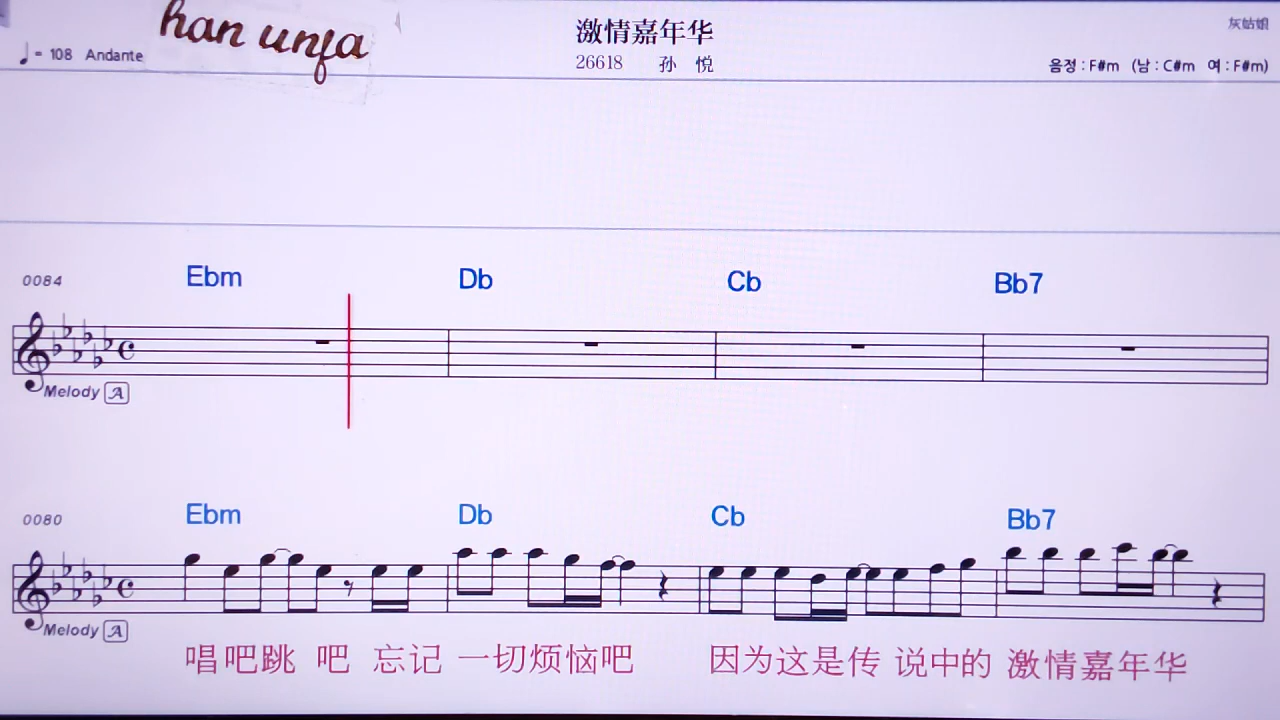 han unfa
激情嘉年华
灰姑娘
♩= 108 Andante
26618 孙 悦
음정 : F#m (남 : C#m 여 : F#m)
0084 Ebm Db Cb Bb7
Melody A
0080 Ebm Db Cb Bb7
Melody A
唱吧跳 吧 忘记 一切烦恼吧 因为这是传 说中的 激情嘉年华